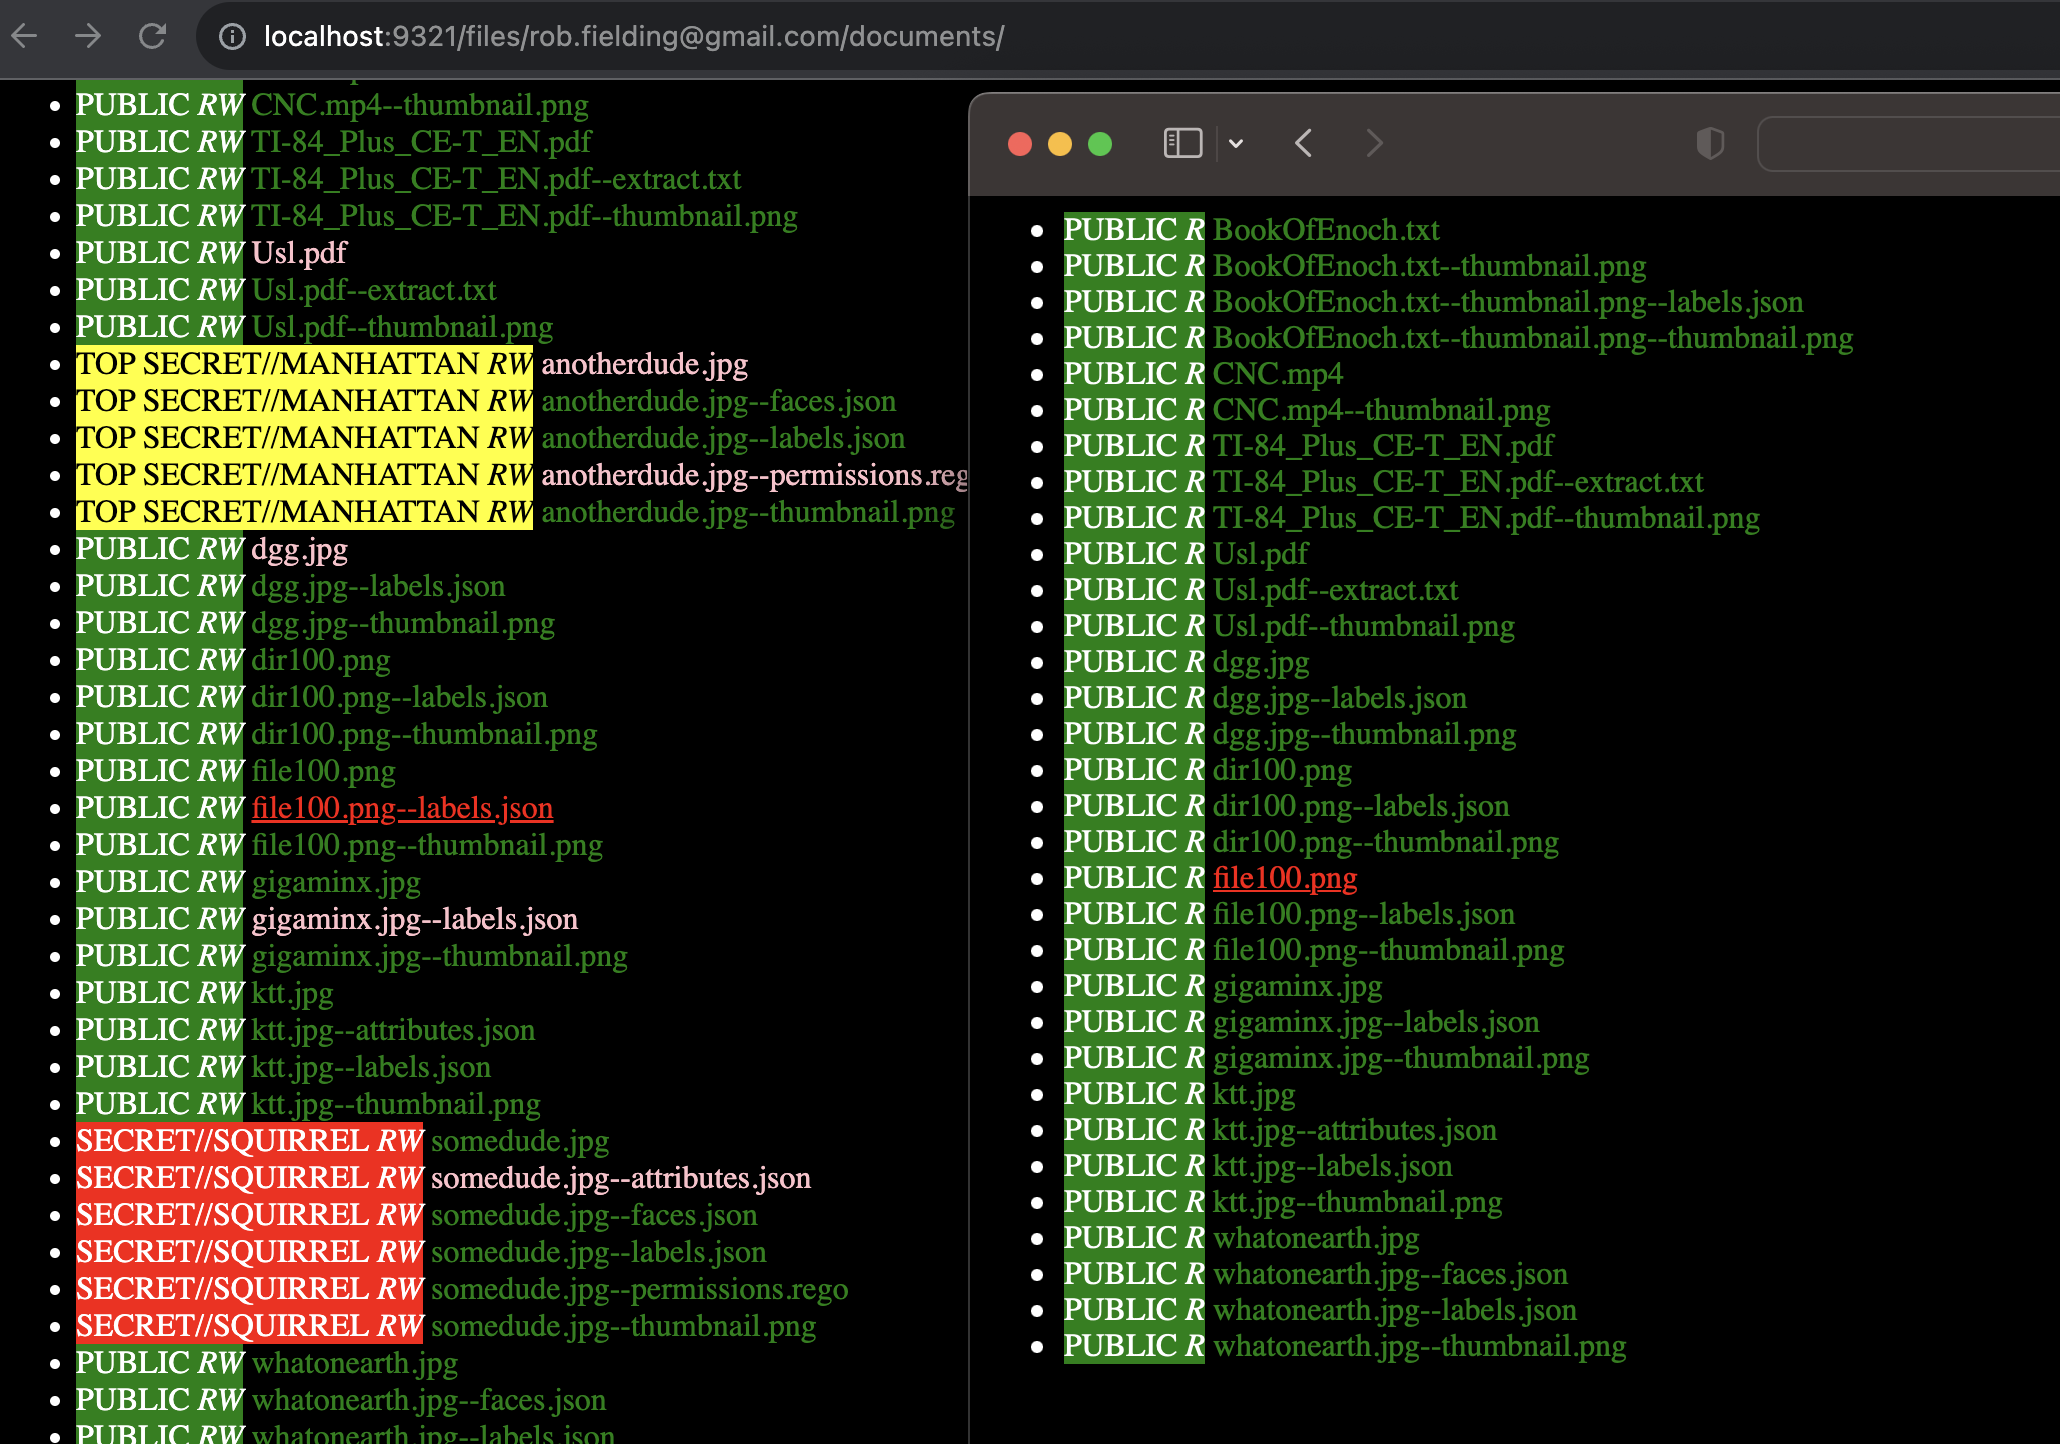 localhost:9321/files/rob.fielding@gmail.com/documents/
PUBLIC RW CNC.mp4--thumbnail.png
PUBLIC RW TI-84_Plus_CE-T_EN.pdf
PUBLIC RW TI-84_Plus_CE-T_EN.pdf--extract.txt
PUBLIC RW TI-84_Plus_CE-T_EN.pdf--thumbnail.png
PUBLIC RW Usl.pdf
PUBLIC RW Usl.pdf--extract.txt
PUBLIC RW Usl.pdf--thumbnail.png
TOP SECRET//MANHATTAN RW anotherdude.jpg
TOP SECRET//MANHATTAN RW anotherdude.jpg--faces.json
TOP SECRET//MANHATTAN RW anotherdude.jpg--labels.json
TOP SECRET//MANHATTAN RW anotherdude.jpg--permissions.reg
TOP SECRET//MANHATTAN RW anotherdude.jpg--thumbnail.png
PUBLIC RW dgg.jpg
PUBLIC RW dgg.jpg--labels.json
PUBLIC RW dgg.jpg--thumbnail.png
PUBLIC RW dir100.png
PUBLIC RW dir100.png--labels.json
PUBLIC RW dir100.png--thumbnail.png
PUBLIC RW file100.png
PUBLIC RW file100.png--labels.json
PUBLIC RW file100.png--thumbnail.png
PUBLIC RW gigaminx.jpg
PUBLIC RW gigaminx.jpg--labels.json
PUBLIC RW gigaminx.jpg--thumbnail.png
PUBLIC RW ktt.jpg
PUBLIC RW ktt.jpg--attributes.json
PUBLIC RW ktt.jpg--labels.json
PUBLIC RW ktt.jpg--thumbnail.png
SECRET//SQUIRREL RW somedude.jpg
SECRET//SQUIRREL RW somedude.jpg--attributes.json
SECRET//SQUIRREL RW somedude.jpg--faces.json
SECRET//SQUIRREL RW somedude.jpg--labels.json
SECRET//SQUIRREL RW somedude.jpg--permissions.rego
SECRET//SQUIRREL RW somedude.jpg--thumbnail.png
PUBLIC RW whatonearth.jpg
PUBLIC RW whatonearth.jpg--faces.json
PUBLIC RW whatonearth.jpg--labels.json
PUBLIC R BookOfEnoch.txt
PUBLIC R BookOfEnoch.txt--thumbnail.png
PUBLIC R BookOfEnoch.txt--thumbnail.png--labels.json
PUBLIC R BookOfEnoch.txt--thumbnail.png--thumbnail.png
PUBLIC R CNC.mp4
PUBLIC R CNC.mp4--thumbnail.png
PUBLIC R TI-84_Plus_CE-T_EN.pdf
PUBLIC R TI-84_Plus_CE-T_EN.pdf--extract.txt
PUBLIC R TI-84_Plus_CE-T_EN.pdf--thumbnail.png
PUBLIC R Usl.pdf
PUBLIC R Usl.pdf--extract.txt
PUBLIC R Usl.pdf--thumbnail.png
PUBLIC R dgg.jpg
PUBLIC R dgg.jpg--labels.json
PUBLIC R dgg.jpg--thumbnail.png
PUBLIC R dir100.png
PUBLIC R dir100.png--labels.json
PUBLIC R dir100.png--thumbnail.png
PUBLIC R file100.png
PUBLIC R file100.png--labels.json
PUBLIC R file100.png--thumbnail.png
PUBLIC R gigaminx.jpg
PUBLIC R gigaminx.jpg--labels.json
PUBLIC R gigaminx.jpg--thumbnail.png
PUBLIC R ktt.jpg
PUBLIC R ktt.jpg--attributes.json
PUBLIC R ktt.jpg--labels.json
PUBLIC R ktt.jpg--thumbnail.png
PUBLIC R whatonearth.jpg
PUBLIC R whatonearth.jpg--faces.json
PUBLIC R whatonearth.jpg--labels.json
PUBLIC R whatonearth.jpg--thumbnail.png